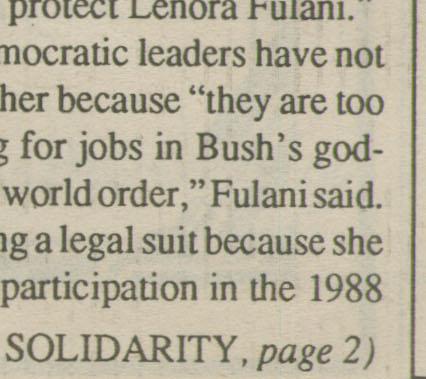 protect Lenora Fulani."
mocratic leaders have not
her because "they are too
g for jobs in Bush's god-
world order," Fulani said.
ng a legal suit because she
participation in the 1988
SOLIDARITY, page 2)